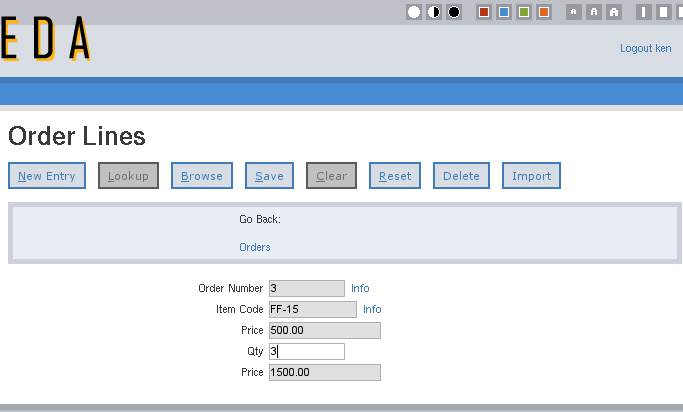 A A A
EDA
Logout ken
Order Lines
New Entry Lookup Browse Save Clear Reset Delete Import
Go Back:
Orders
Order Number 3 Info
Item Code FF-15 Info
Price 500.00
Qty 3
Price 1500.00